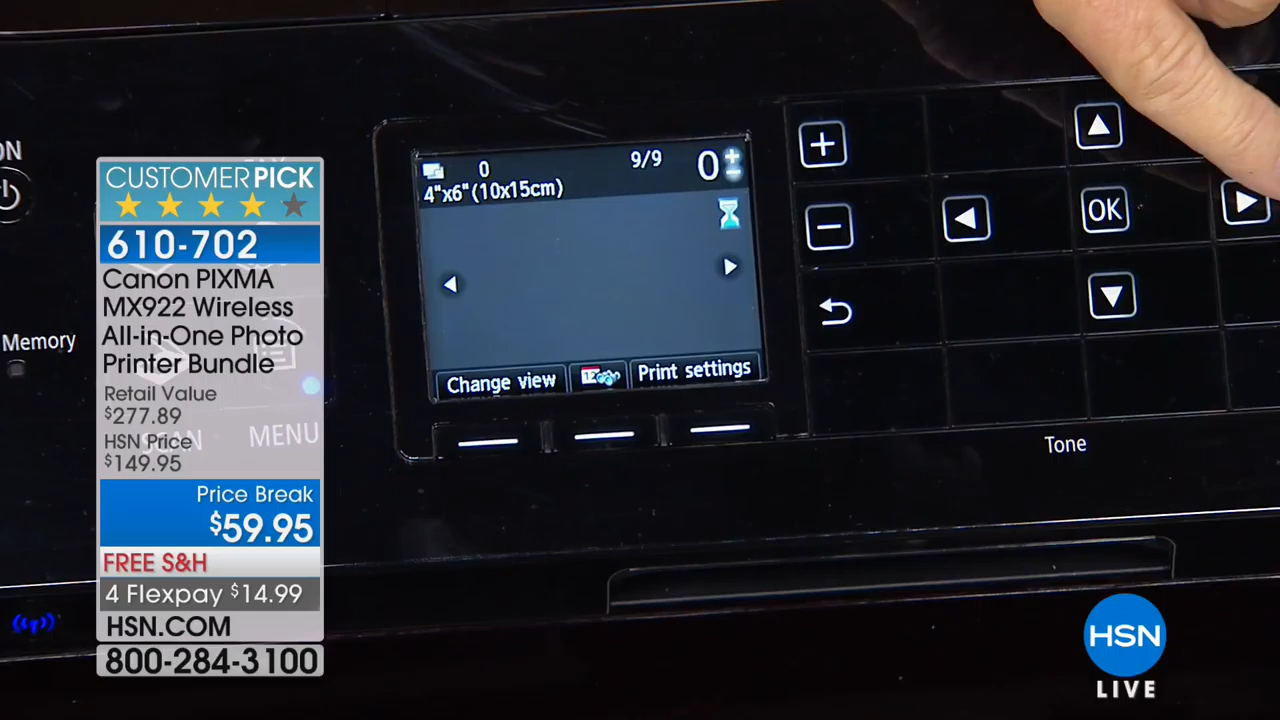 ON
Memory
CUSTOMER PICK
610-702
Canon PIXMA
MX922 Wireless
All-in-One Photo
Printer Bundle
Retail Value
$277.89
HSN Price
$149.95
SCAN
MENU
Price Break
$59.95
FREE S&H
4 Flexpay $14.99
HSN.COM
800-284-3100
0 9/9 0
4"x6"(10x15cm)
Change view
12
Print settings
OK
Tone
HSN
LIVE